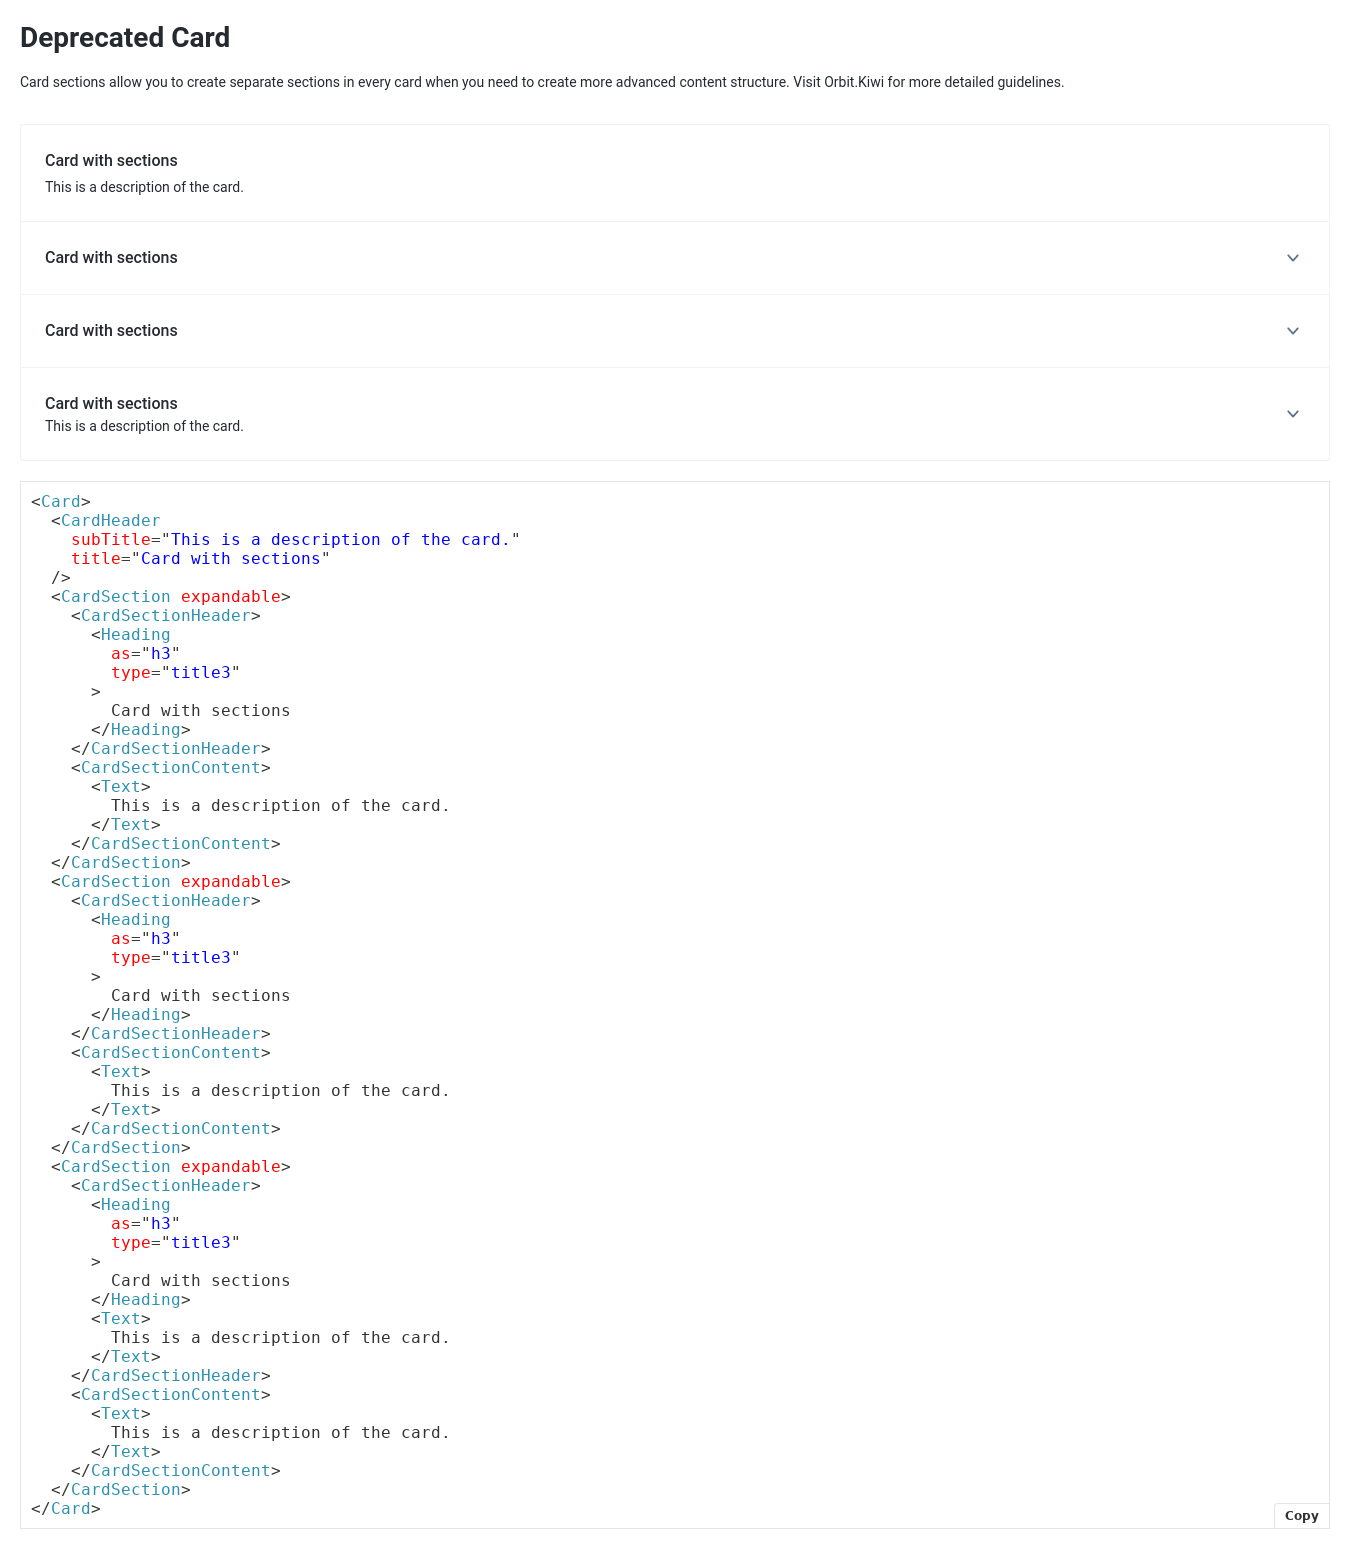 Deprecated Card
Card sections allow you to create separate sections in every card when you need to create more advanced content structure. Visit Orbit.Kiwi for more detailed guidelines.
Card with sections
This is a description of the card.
Card with sections
Card with sections
Card with sections
This is a description of the card.
<Card>
  <CardHeader
    subTitle="This is a description of the card."
    title="Card with sections"
  />
  <CardSection expandable>
    <CardSectionHeader>
      <Heading
        as="h3"
        type="title3"
      >
        Card with sections
      </Heading>
    </CardSectionHeader>
    <CardSectionContent>
      <Text>
        This is a description of the card.
      </Text>
    </CardSectionContent>
  </CardSection>
  <CardSection expandable>
    <CardSectionHeader>
      <Heading
        as="h3"
        type="title3"
      >
        Card with sections
      </Heading>
    </CardSectionHeader>
    <CardSectionContent>
      <Text>
        This is a description of the card.
      </Text>
    </CardSectionContent>
  </CardSection>
  <CardSection expandable>
    <CardSectionHeader>
      <Heading
        as="h3"
        type="title3"
      >
        Card with sections
      </Heading>
      <Text>
        This is a description of the card.
      </Text>
    </CardSectionHeader>
    <CardSectionContent>
      <Text>
        This is a description of the card.
      </Text>
    </CardSectionContent>
  </CardSection>
</Card>
Copy